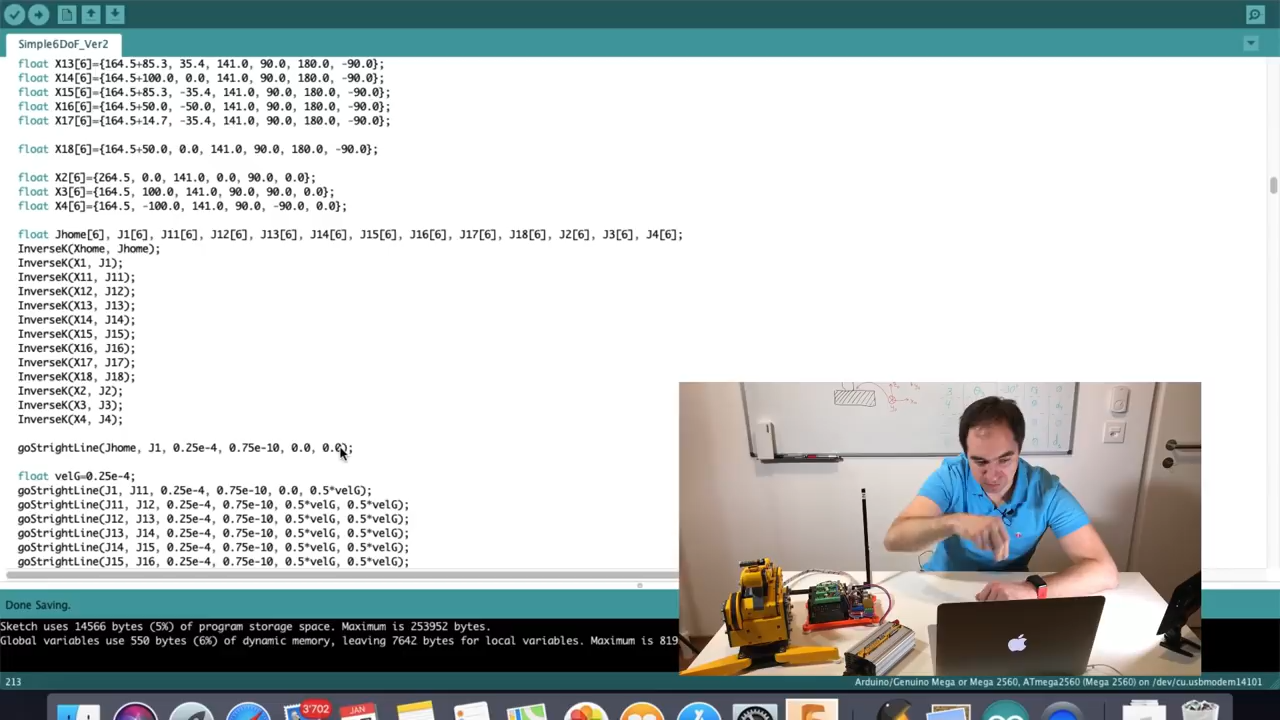 Simple6DoF_Ver2
float X13[6]={164.5+85.3, 35.4, 141.0, 90.0, 180.0, -90.0};
float X14[6]={164.5+100.0, 0.0, 141.0, 90.0, 180.0, -90.0};
float X15[6]={164.5+85.3, -35.4, 141.0, 90.0, 180.0, -90.0};
float X16[6]={164.5+50.0, -50.0, 141.0, 90.0, 180.0, -90.0};
float X17[6]={164.5+14.7, -35.4, 141.0, 90.0, 180.0, -90.0};
float X18[6]={164.5+50.0, 0.0, 141.0, 90.0, 180.0, -90.0};
float X2[6]={264.5, 0.0, 141.0, 0.0, 90.0, 0.0};
float X3[6]={164.5, 100.0, 141.0, 90.0, 90.0, 0.0};
float X4[6]={164.5, -100.0, 141.0, 90.0, -90.0, 0.0};
float Jhome[6], J1[6], J11[6], J12[6], J13[6], J14[6], J15[6], J16[6], J17[6], J18[6], J2[6], J3[6], J4[6];
InverseK(Xhome, Jhome);
InverseK(X1, J1);
InverseK(X11, J11);
InverseK(X12, J12);
InverseK(X13, J13);
InverseK(X14, J14);
InverseK(X15, J15);
InverseK(X16, J16);
InverseK(X17, J17);
InverseK(X18, J18);
InverseK(X2, J2);
InverseK(X3, J3);
InverseK(X4, J4);
goStrightLine(Jhome, J1, 0.25e-4, 0.75e-10, 0.0, 0.0);
float velG=0.25e-4;
goStrightLine(J1, J11, 0.25e-4, 0.75e-10, 0.0, 0.5*velG);
goStrightLine(J11, J12, 0.25e-4, 0.75e-10, 0.5*velG, 0.5*velG);
goStrightLine(J12, J13, 0.25e-4, 0.75e-10, 0.5*velG, 0.5*velG);
goStrightLine(J13, J14, 0.25e-4, 0.75e-10, 0.5*velG, 0.5*velG);
goStrightLine(J14, J15, 0.25e-4, 0.75e-10, 0.5*velG, 0.5*velG);
goStrightLine(J15, J16, 0.25e-4, 0.75e-10, 0.5*velG, 0.5*velG);
Done Saving.
Sketch uses 14566 bytes (5%) of program storage space. Maximum is 253952 bytes.
Global variables use 550 bytes (6%) of dynamic memory, leaving 7642 bytes for local variables. Maximum is 819
213
Arduino/Genuino Mega or Mega 2560, ATmega2560 (Mega 2560) on /dev/cu.usbmodem14101
3'702
JAN